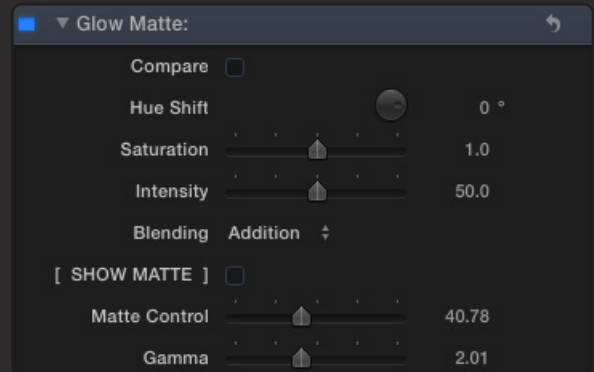 Glow Matte:
Compare
Hue Shift 0 °
Saturation 1.0
Intensity 50.0
Blending Addition
[ SHOW MATTE ]
Matte Control 40.78
Gamma 2.01